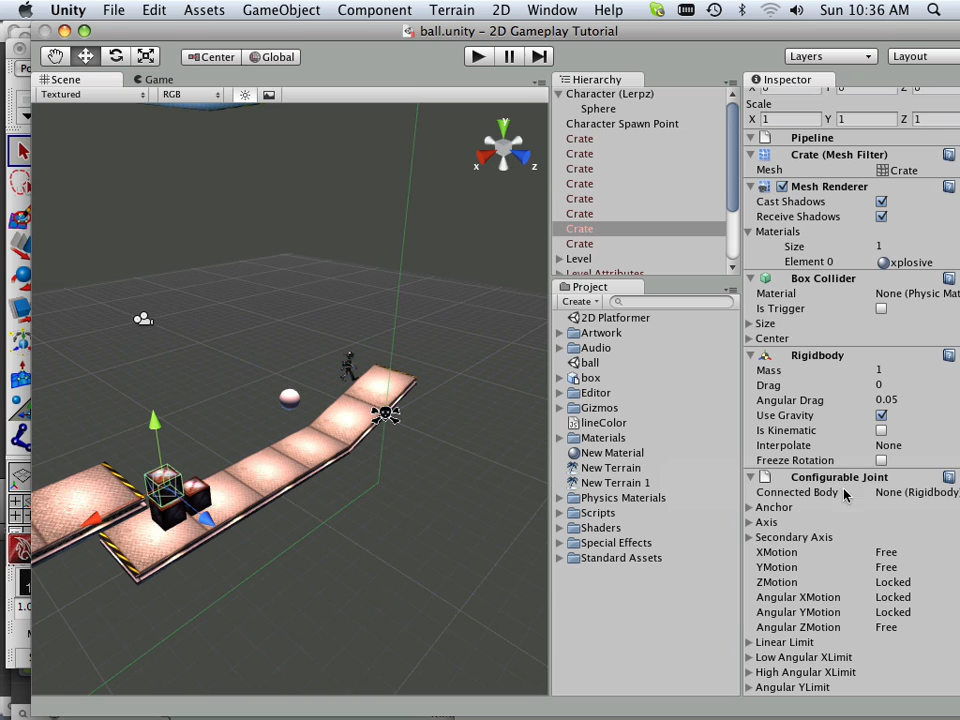 Unity File Edit Assets GameObject Component Terrain 2D Window Help Sun 10:36 AM
ball.unity - 2D Gameplay Tutorial
Center Global Layers Layout
Scene Game
Textured RGB
x y z
Hierarchy
Character (Lerpz)
Sphere
Character Spawn Point
Crate
Crate
Crate
Crate
Crate
Crate
Crate
Crate
Level
Level Attributes
Project
Create
2D Platformer
Artwork
Audio
ball
box
Editor
Gizmos
lineColor
Materials
New Material
New Terrain
New Terrain 1
Physics Materials
Scripts
Shaders
Special Effects
Standard Assets
Inspector
Scale
X 1 Y 1 Z 1
Pipeline
Crate (Mesh Filter)
Mesh Crate
Mesh Renderer
Cast Shadows
Receive Shadows
Materials
Size 1
Element 0 xplosive
Box Collider
Material None (Physic Mat
Is Trigger
Size
Center
Rigidbody
Mass 1
Drag 0
Angular Drag 0.05
Use Gravity
Is Kinematic
Interpolate None
Freeze Rotation
Configurable Joint
Connected Body None (Rigidbody
Anchor
Axis
Secondary Axis
XMotion Free
YMotion Free
ZMotion Locked
Angular XMotion Locked
Angular YMotion Locked
Angular ZMotion Free
Linear Limit
Low Angular XLimit
High Angular XLimit
Angular YLimit